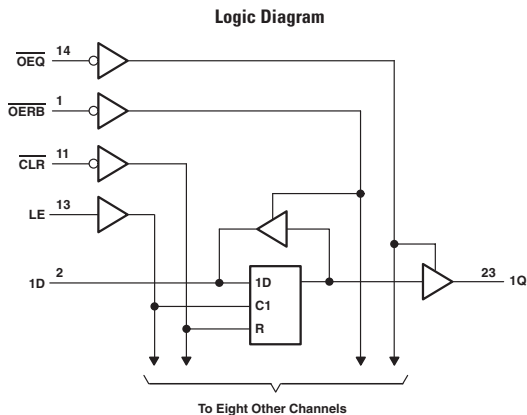 Logic Diagram
OEQ 14
OERB 1
CLR 11
LE 13
1D 2
1D
C1
R
23 1Q
To Eight Other Channels